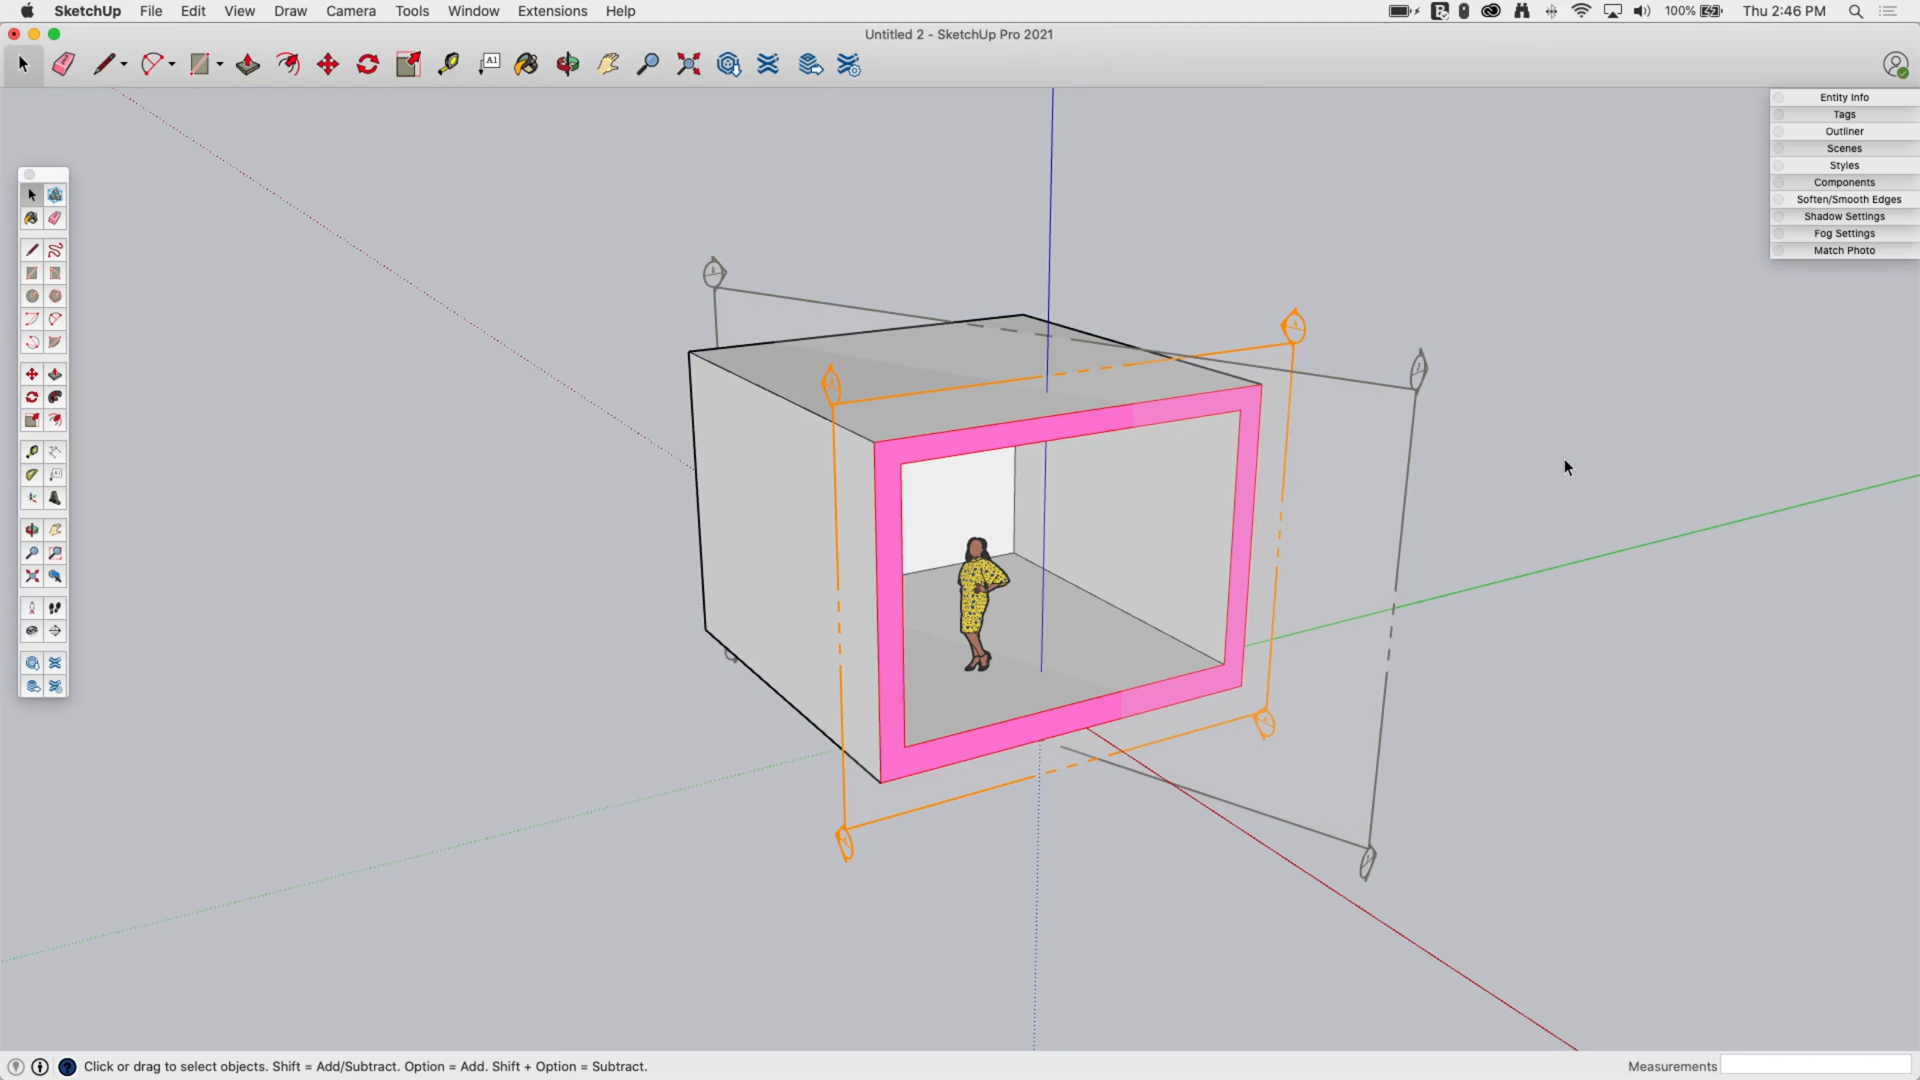 SketchUp File Edit View Draw Camera Tools Window Extensions Help 100% Thu 2:46 PM
Untitled 2 - SketchUp Pro 2021
A1
Entity Info
Tags
Outliner
Scenes
Styles
Components
Soften/Smooth Edges
Shadow Settings
Fog Settings
Match Photo
Click or drag to select objects. Shift = Add/Subtract. Option = Add. Shift + Option = Subtract. Measurements